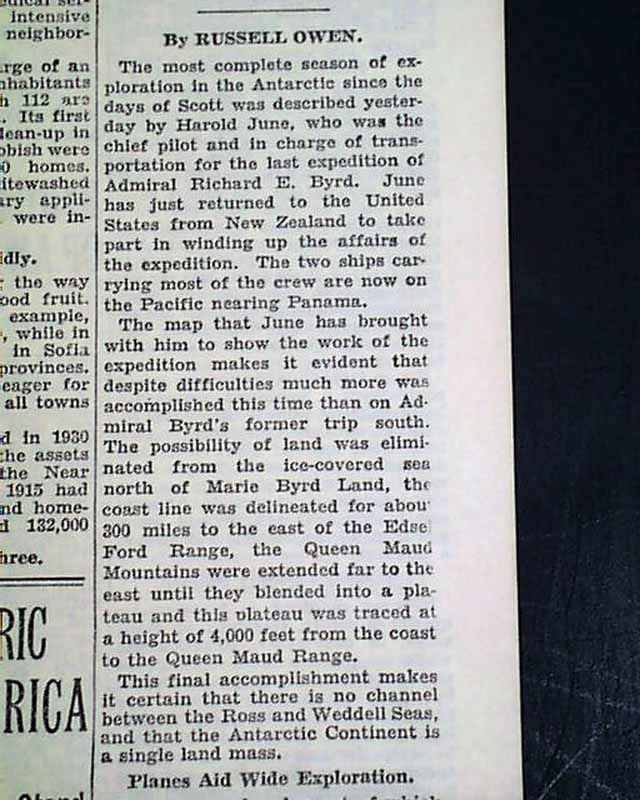 intensive
neighbor-
rge of an
nhabitants
h 112 are
. Its first
lean-up in
bbish were
0 homes.
itewashed
ary appli-
were in-
dly.
the way
ood fruit.
example,
, while in
in Sofia
provinces.
eager for
all towns
d in 1930
the assets
the Near
1915 had
nd home-
d 132,000
hree.
RIC
RICA
By RUSSELL OWEN.
The most complete season of ex-
ploration in the Antarctic since the
days of Scott was described yester-
day by Harold June, who was the
chief pilot and in charge of trans-
portation for the last expedition of
Admiral Richard E. Byrd. June
has just returned to the United
States from New Zealand to take
part in winding up the affairs of
the expedition. The two ships car-
rying most of the crew are now on
the Pacific nearing Panama.
The map that June has brought
with him to show the work of the
expedition makes it evident that
despite difficulties much more was
accomplished this time than on Ad-
miral Byrd's former trip south.
The possibility of land was elimi-
nated from the ice-covered sea
north of Marie Byrd Land, the
coast line was delineated for abou
300 miles to the east of the Edse
Ford Range, the Queen Maud
Mountains were extended far to the
east until they blended into a pla-
teau and this plateau was traced at
a height of 4,000 feet from the coast
to the Queen Maud Range.
This final accomplishment makes
it certain that there is no channel
between the Ross and Weddell Seas,
and that the Antarctic Continent is
a single land mass.
Planes Aid Wide Exploration.